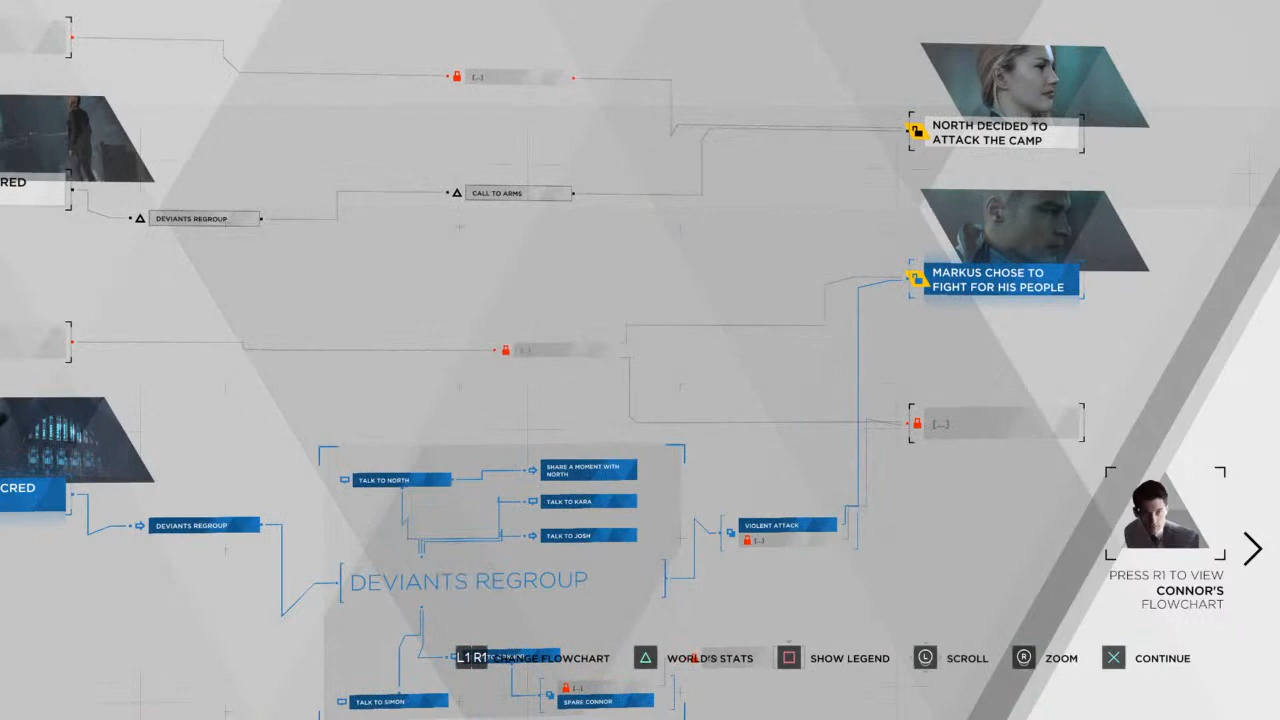 [...]
NORTH DECIDED TO
ATTACK THE CAMP
RED
CALL TO ARMS
DEVIANTS REGROUP
MARKUS CHOSE TO
FIGHT FOR HIS PEOPLE
[...]
[...]
CRED
DEVIANTS REGROUP
TALK TO NORTH
SHARE A MOMENT WITH
NORTH
TALK TO KARA
TALK TO JOSH
VIOLENT ATTACK
[...]
DEVIANTS REGROUP
PRESS R1 TO VIEW
CONNOR'S
FLOWCHART
L1 R1 CHANGE FLOWCHART
WORLD'S STATS
SHOW LEGEND
L
SCROLL
R
ZOOM
CONTINUE
[...]
TALK TO SIMON
SPARE CONNOR